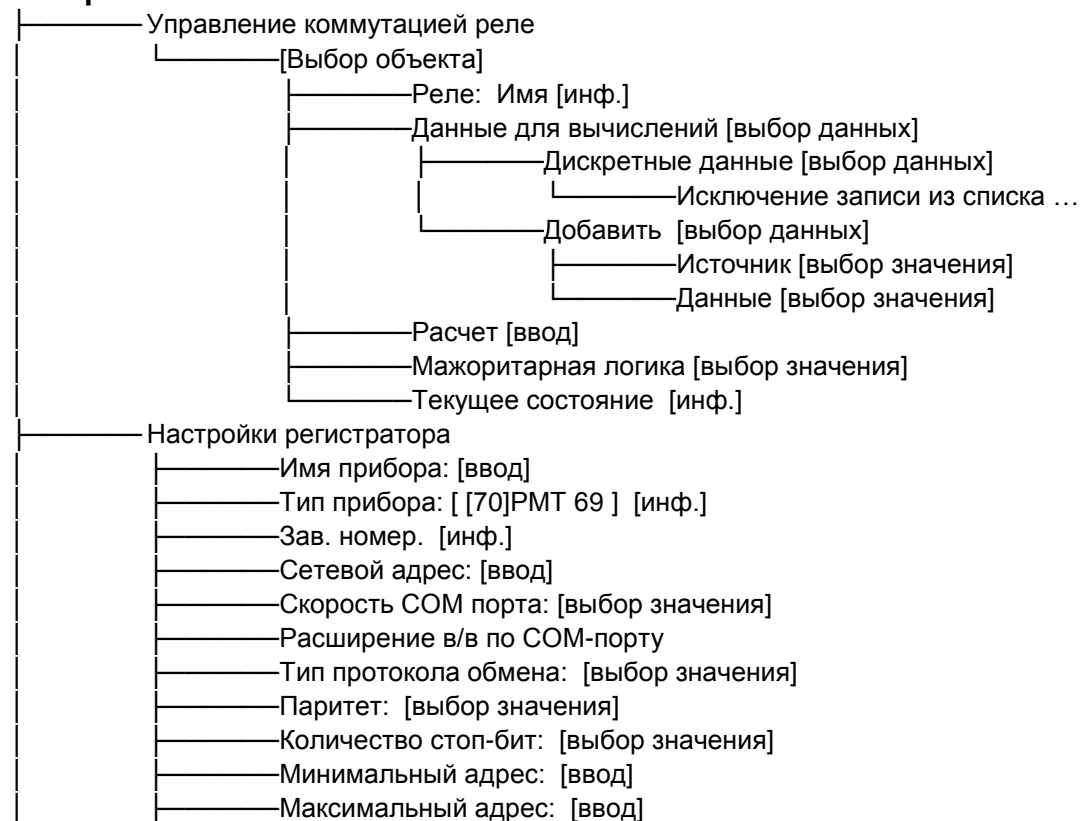 Управление коммутацией реле
[Выбор объекта]
Реле:  Имя [инф.]
Данные для вычислений [выбор данных]
Дискретные данные [выбор данных]
Исключение записи из списка …
Добавить  [выбор данных]
Источник [выбор значения]
Данные [выбор значения]
Расчет [ввод]
Мажоритарная логика [выбор значения]
Текущее состояние  [инф.]
Настройки регистратора
Имя прибора: [ввод]
Тип прибора: [ [70]РМТ 69 ]  [инф.]
Зав. номер.  [инф.]
Сетевой адрес: [ввод]
Скорость COM порта: [выбор значения]
Расширение в/в по COM-порту
Тип протокола обмена:  [выбор значения]
Паритет:  [выбор значения]
Количество стоп-бит:  [выбор значения]
Минимальный адрес:  [ввод]
Максимальный адрес:  [ввод]